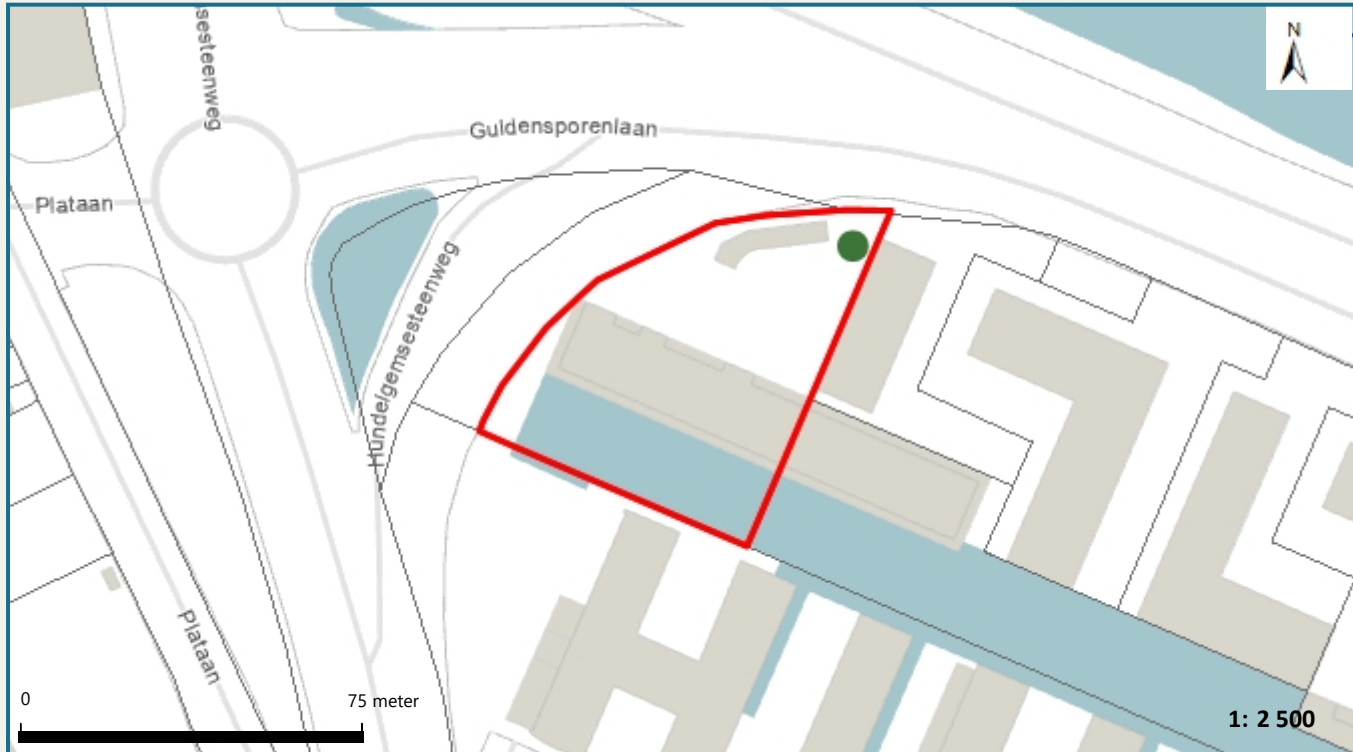 sesteenweg
N
Guldensporenlaan
Plataan
Hundelgemsesteenweg
Plataan
0
75 meter
1: 2 500